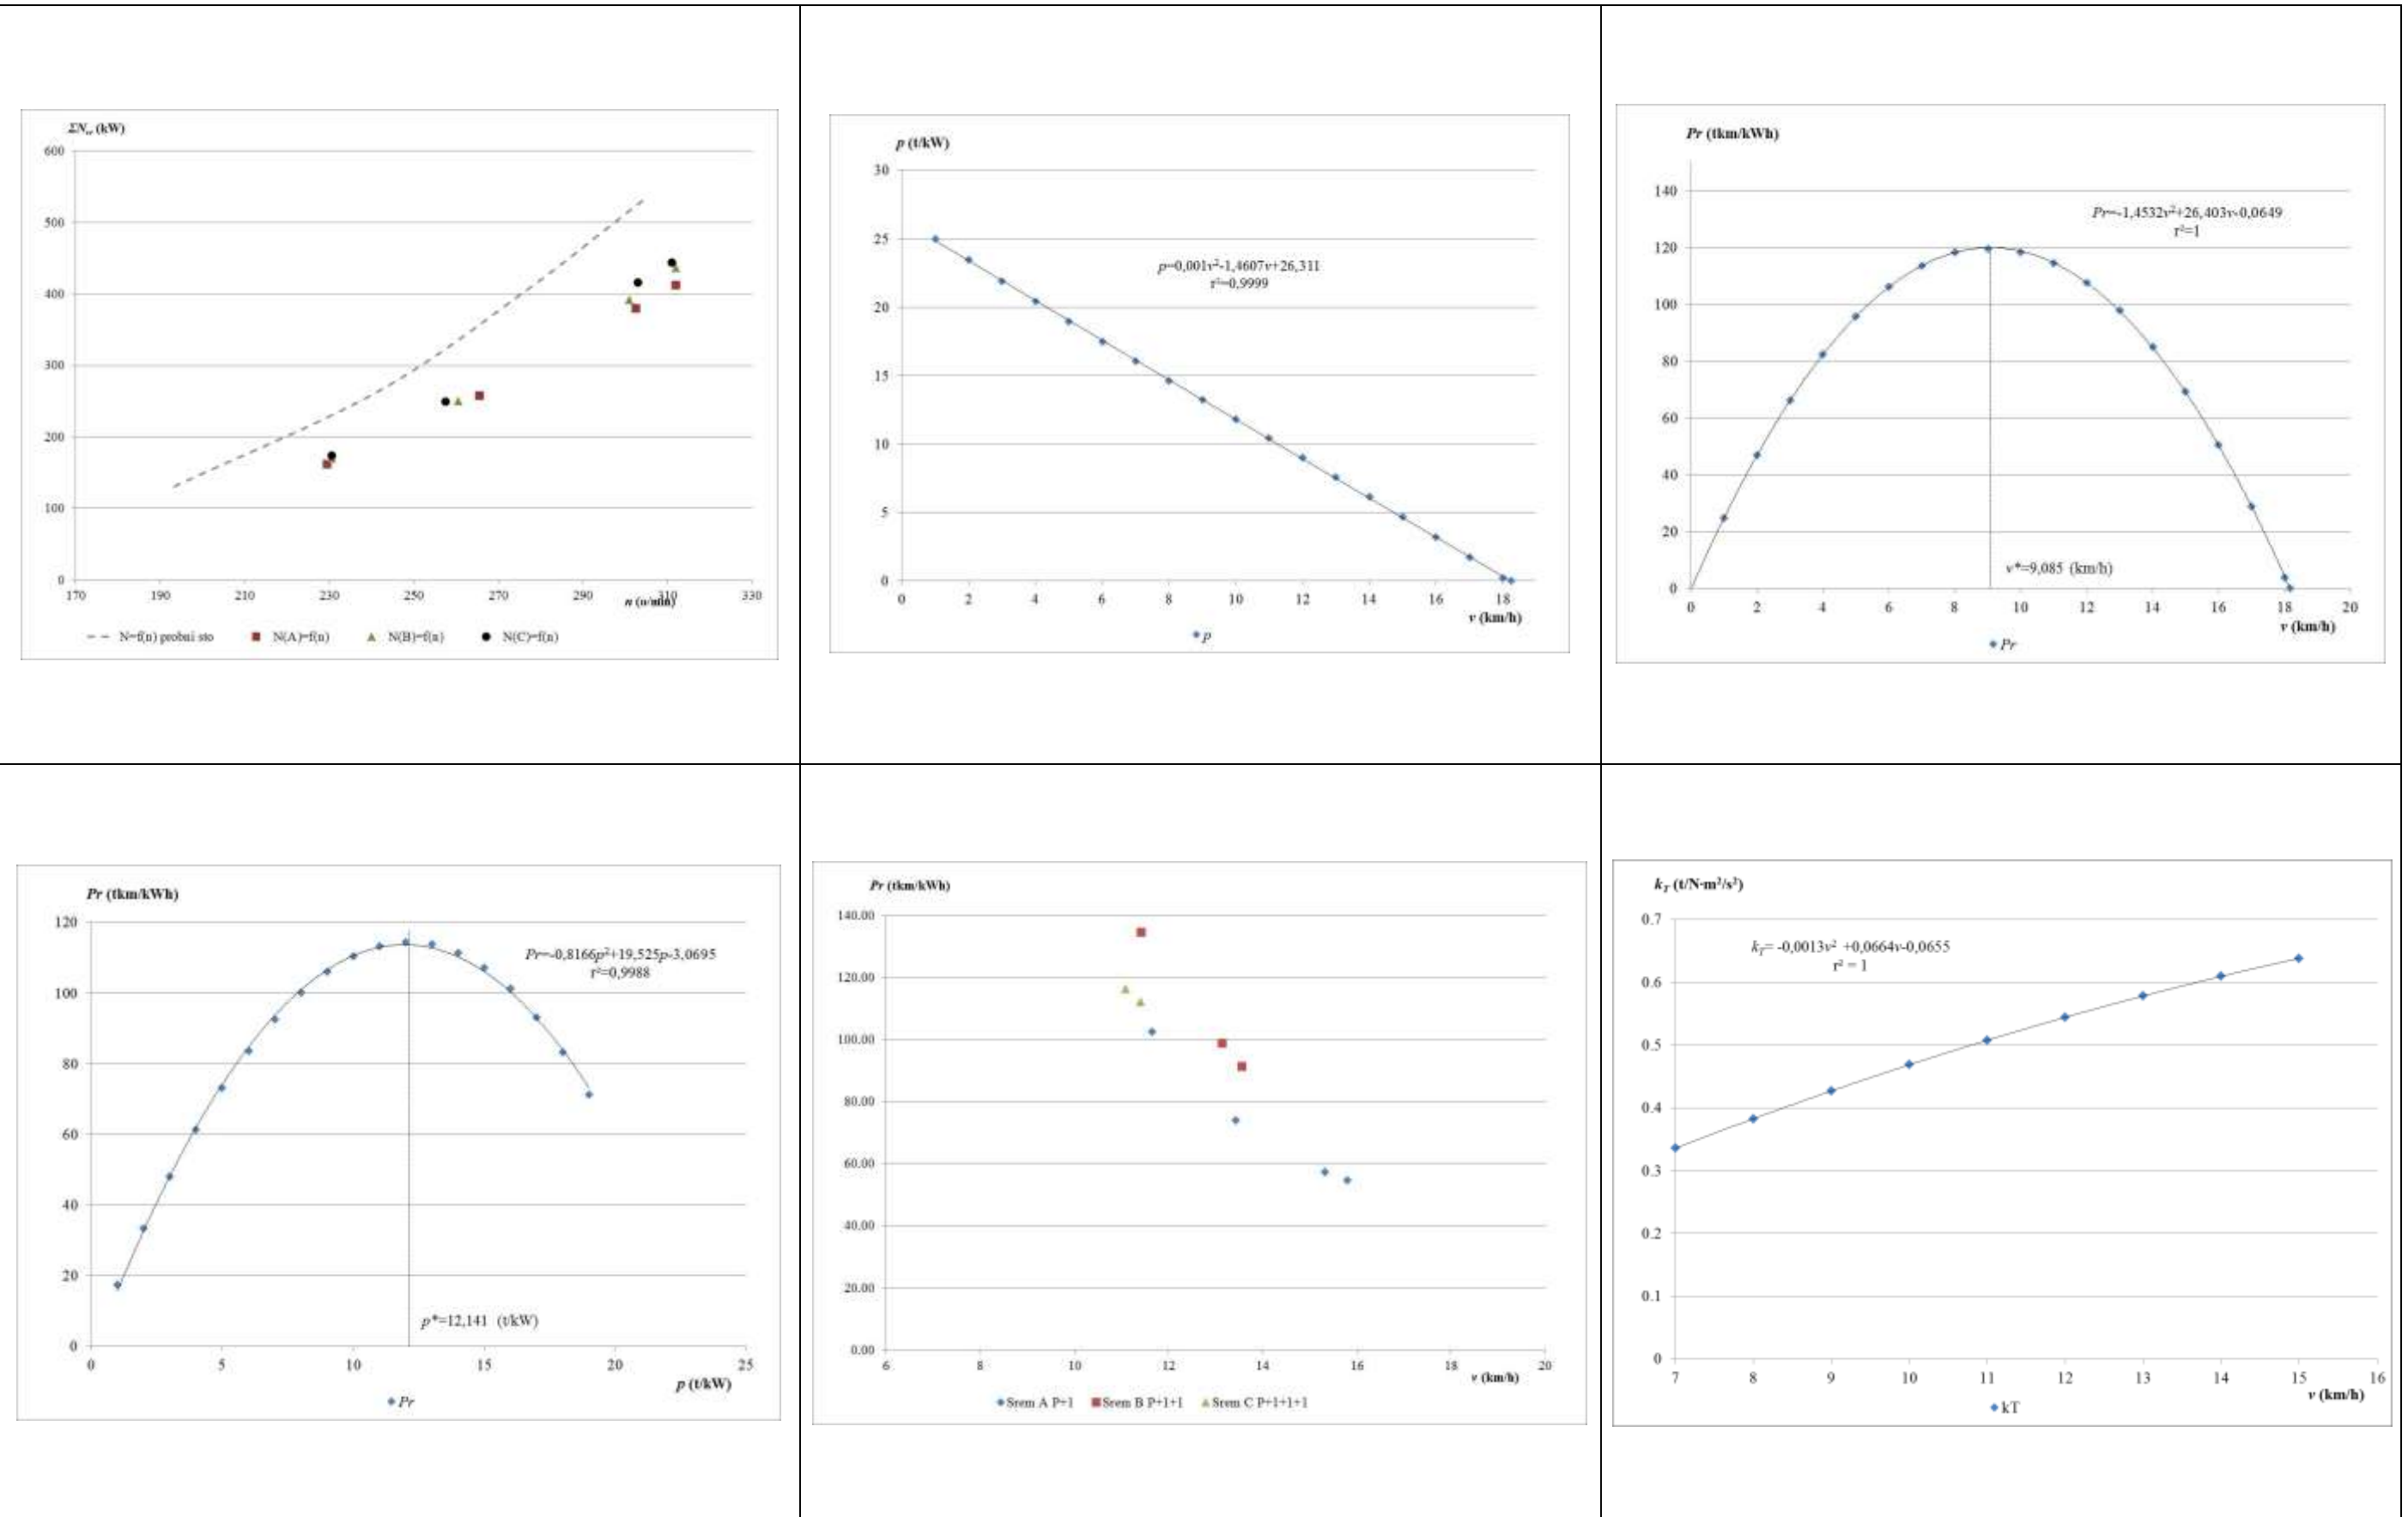 ΣNₑₑ (kW)
600
500
400
300
200
100
0
170 190 210 230 250 270 290 310 330
n (o/min)
N=f(n) probni sto N(A)=f(n) N(B)=f(n) N(C)=f(n)
p (t/kW)
30
25
20
15
10
5
0
p=0,001v²-1,4607v+26,311
r²=0,9999
0 2 4 6 8 10 12 14 16 18
v (km/h)
p
Pr (tkm/kWh)
140
120
100
80
60
40
20
0
Pr=-1,4532v²+26,403v-0,0649
r²=1
v*=9,085 (km/h)
0 2 4 6 8 10 12 14 16 18 20
v (km/h)
Pr
Pr (tkm/kWh)
120
100
80
60
40
20
0
Pr=-0,8166p²+19,525p-3,0695
r²=0,9988
p*=12,141 (t/kW)
0 5 10 15 20 25
p (t/kW)
Pr
Pr (tkm/kWh)
140.00
120.00
100.00
80.00
60.00
40.00
20.00
0.00
6 8 10 12 14 16 18 20
v (km/h)
Srem A P+1 Srem B P+1+1 Srem C P+1+1+1
k_T (t/N·m²/s²)
0.7
0.6
0.5
0.4
0.3
0.2
0.1
0
k_T= -0,0013v² +0,0664v-0,0655
r² = 1
7 8 9 10 11 12 13 14 15 16
v (km/h)
kT